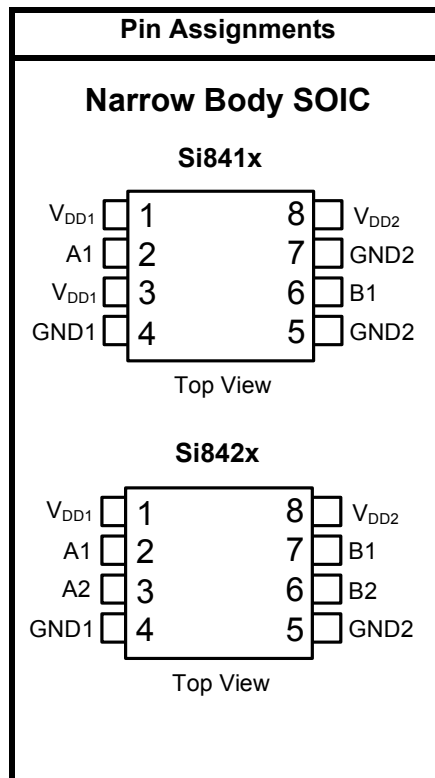 Pin Assignments
Narrow Body SOIC
Si841x
VDD1 1 8 VDD2
A1 2 7 GND2
VDD1 3 6 B1
GND1 4 5 GND2
Top View
Si842x
VDD1 1 8 VDD2
A1 2 7 B1
A2 3 6 B2
GND1 4 5 GND2
Top View